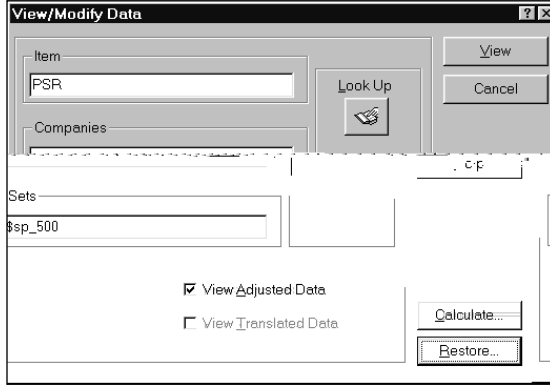 View/Modify Data
Item
PSR
Look Up
View
Cancel
Companies
Sets
$sp_500
View Adjusted Data
View Translated Data
Calculate...
Restore...